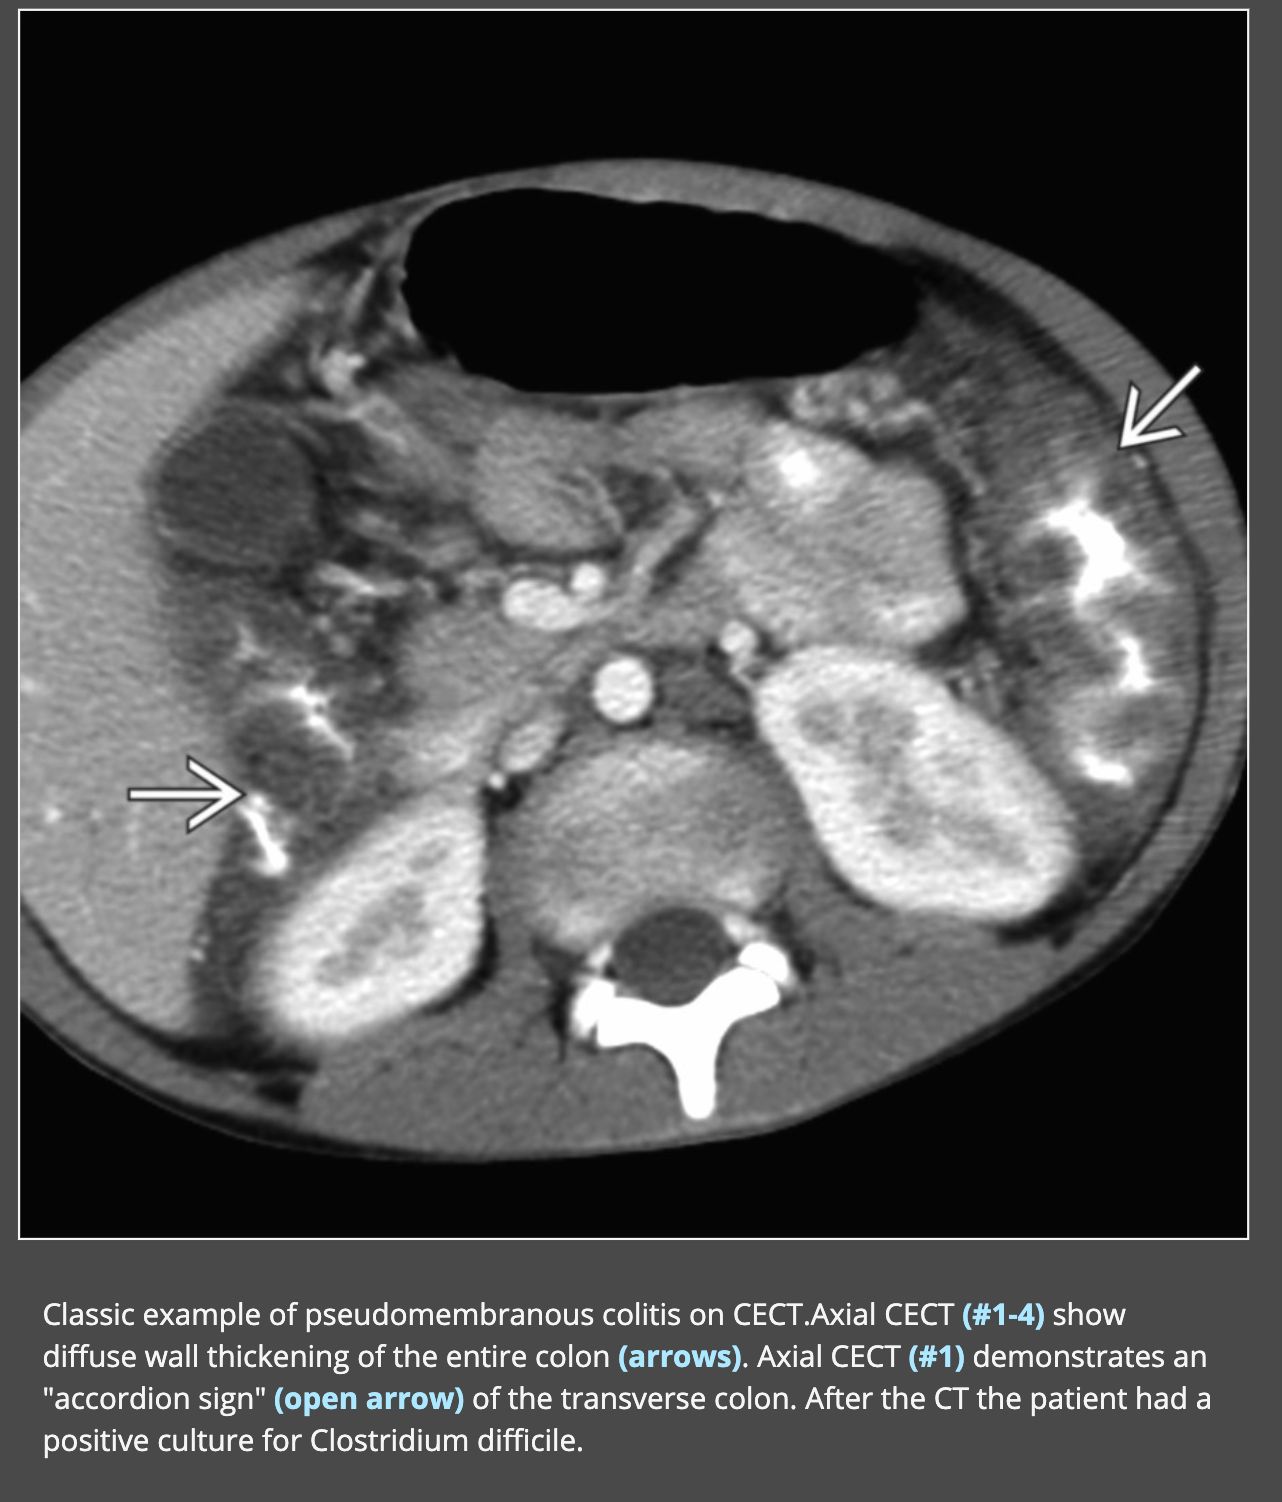 Classic example of pseudomembranous colitis on CECT.Axial CECT (#1-4) show
diffuse wall thickening of the entire colon (arrows). Axial CECT (#1) demonstrates an
"accordion sign" (open arrow) of the transverse colon. After the CT the patient had a
positive culture for Clostridium difficile.